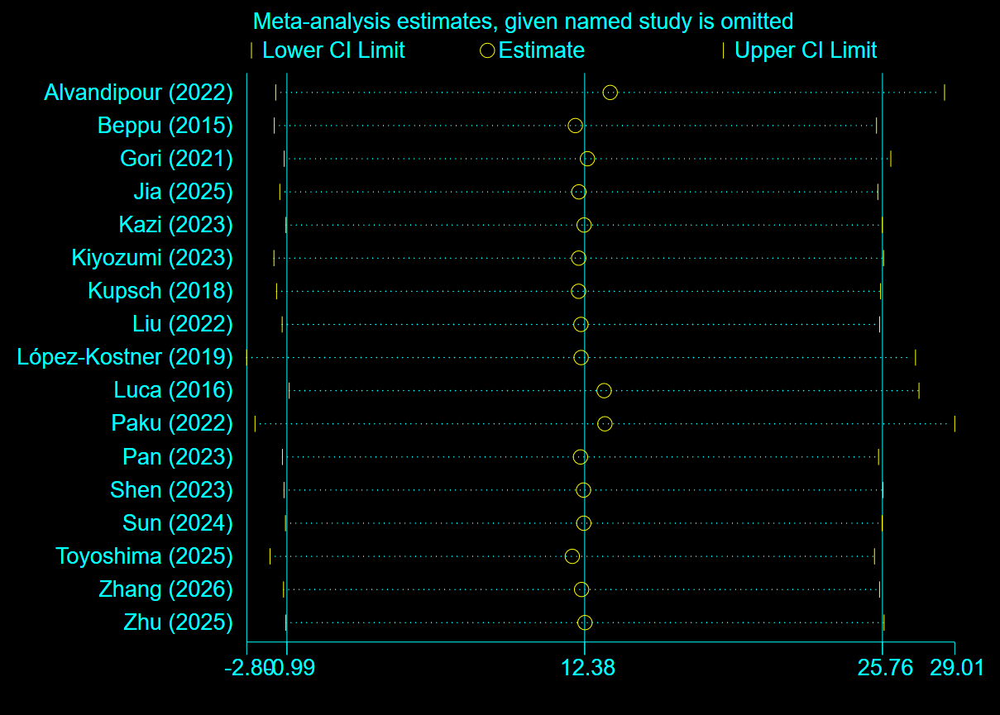 Meta-analysis estimates, given named study is omitted
Lower CI Limit Estimate Upper CI Limit
Alvandipour (2022)
Beppu (2015)
Gori (2021)
Jia (2025)
Kazi (2023)
Kiyozumi (2023)
Kupsch (2018)
Liu (2022)
López-Kostner (2019)
Luca (2016)
Paku (2022)
Pan (2023)
Shen (2023)
Sun (2024)
Toyoshima (2025)
Zhang (2026)
Zhu (2025)
-2.80 -0.99 12.38 25.76 29.01